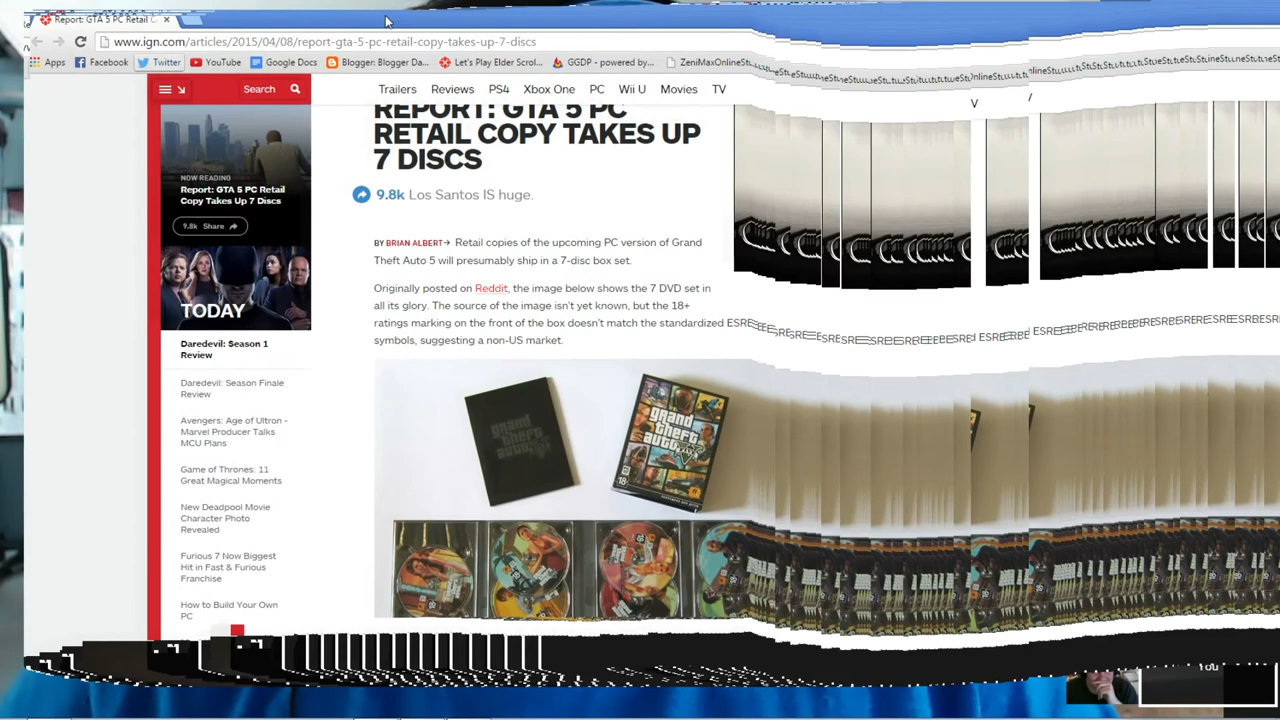 Report: GTA 5 PC Retail C
www.ign.com/articles/2015/04/08/report-gta-5-pc-retail-copy-takes-up-7-discs
Apps Facebook Twitter YouTube Google Docs Blogger: Blogger Da... Let's Play Elder Scrol... GGDP - powered by... ZeniMaxOnlineStu
Search Trailers Reviews PS4 Xbox One PC Wii U Movies TV
REPORT: GTA 5 PC
RETAIL COPY TAKES UP
7 DISCS
9.8k Los Santos IS huge.
NOW READING
Report: GTA 5 PC Retail
Copy Takes Up 7 Discs
9.8k Share
TODAY
Daredevil: Season 1
Review
Daredevil: Season Finale
Review
Avengers: Age of Ultron -
Marvel Producer Talks
MCU Plans
Game of Thrones: 11
Great Magical Moments
New Deadpool Movie
Character Photo
Revealed
Furious 7 Now Biggest
Hit in Fast & Furious
Franchise
How to Build Your Own
PC
BY BRIAN ALBERT Retail copies of the upcoming PC version of Grand
Theft Auto 5 will presumably ship in a 7-disc box set.
Originally posted on Reddit, the image below shows the 7 DVD set in
all its glory. The source of the image isn't yet known, but the 18+
ratings marking on the front of the box doesn't match the standardized ESR
symbols, suggesting a non-US market.
grand
theft
auto
grand
theft
auto
V
18
You